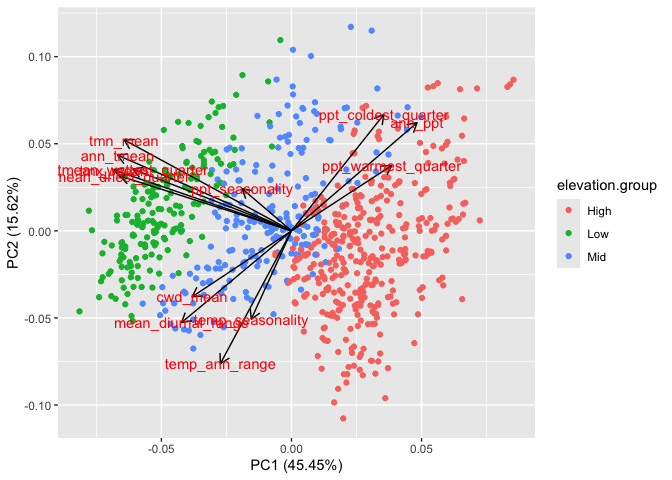 0.10
0.05
0.00
-0.05
-0.10
PC2 (15.62%)
ppt_coldest_quarter
ann_ppt
tmn_mean
ann_tmean
ppt_warmest_quarter
ppt_seasonality
cwd_mean
mean_diurnal_range
temp_seasonality
temp_ann_range
-0.05
0.00
0.05
PC1 (45.45%)
elevation.group
High
Low
Mid